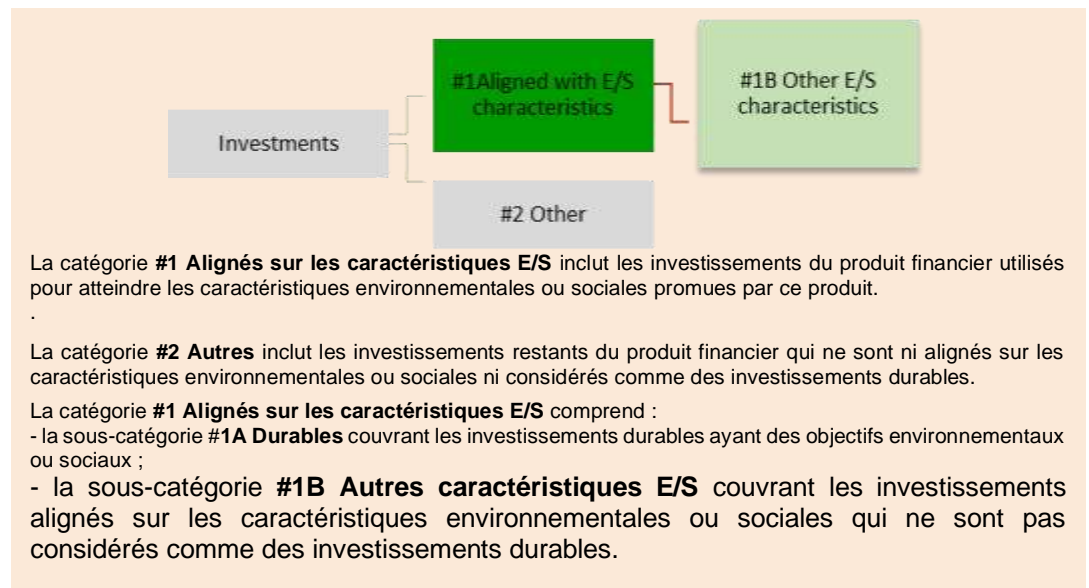 #1Aligned with E/S
characteristics
#1B Other E/S
characteristics
Investments
#2 Other
La catégorie #1 Alignés sur les caractéristiques E/S inclut les investissements du produit financier utilisés
pour atteindre les caractéristiques environnementales ou sociales promues par ce produit.
.
La catégorie #2 Autres inclut les investissements restants du produit financier qui ne sont ni alignés sur les
caractéristiques environnementales ou sociales ni considérés comme des investissements durables.
La catégorie #1 Alignés sur les caractéristiques E/S comprend :
- la sous-catégorie #1A Durables couvrant les investissements durables ayant des objectifs environnementaux
ou sociaux ;
- la sous-catégorie #1B Autres caractéristiques E/S couvrant les investissements
alignés sur les caractéristiques environnementales ou sociales qui ne sont pas
considérés comme des investissements durables.